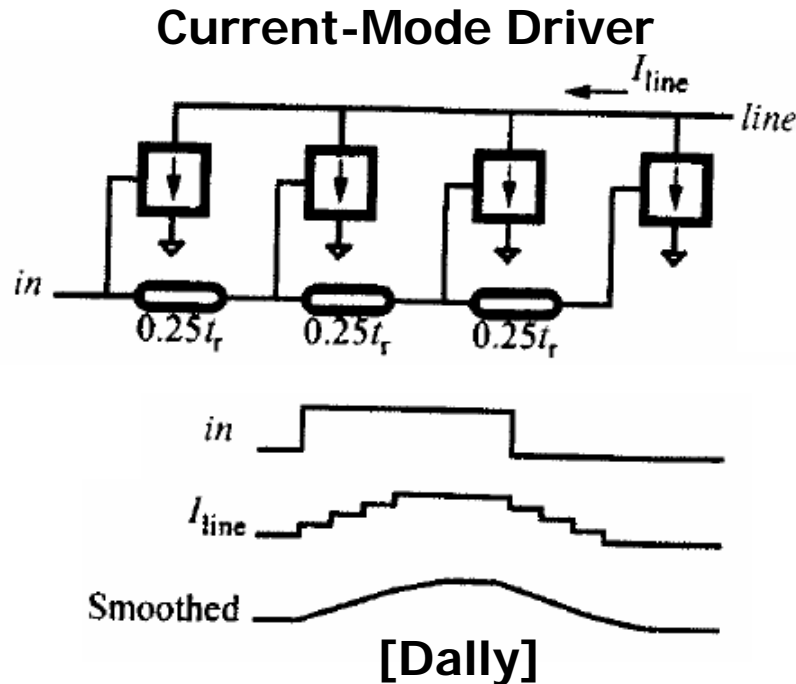 Current-Mode Driver
I_line
line
in
0.25t_r
0.25t_r
0.25t_r
in
I_line
Smoothed
[Dally]